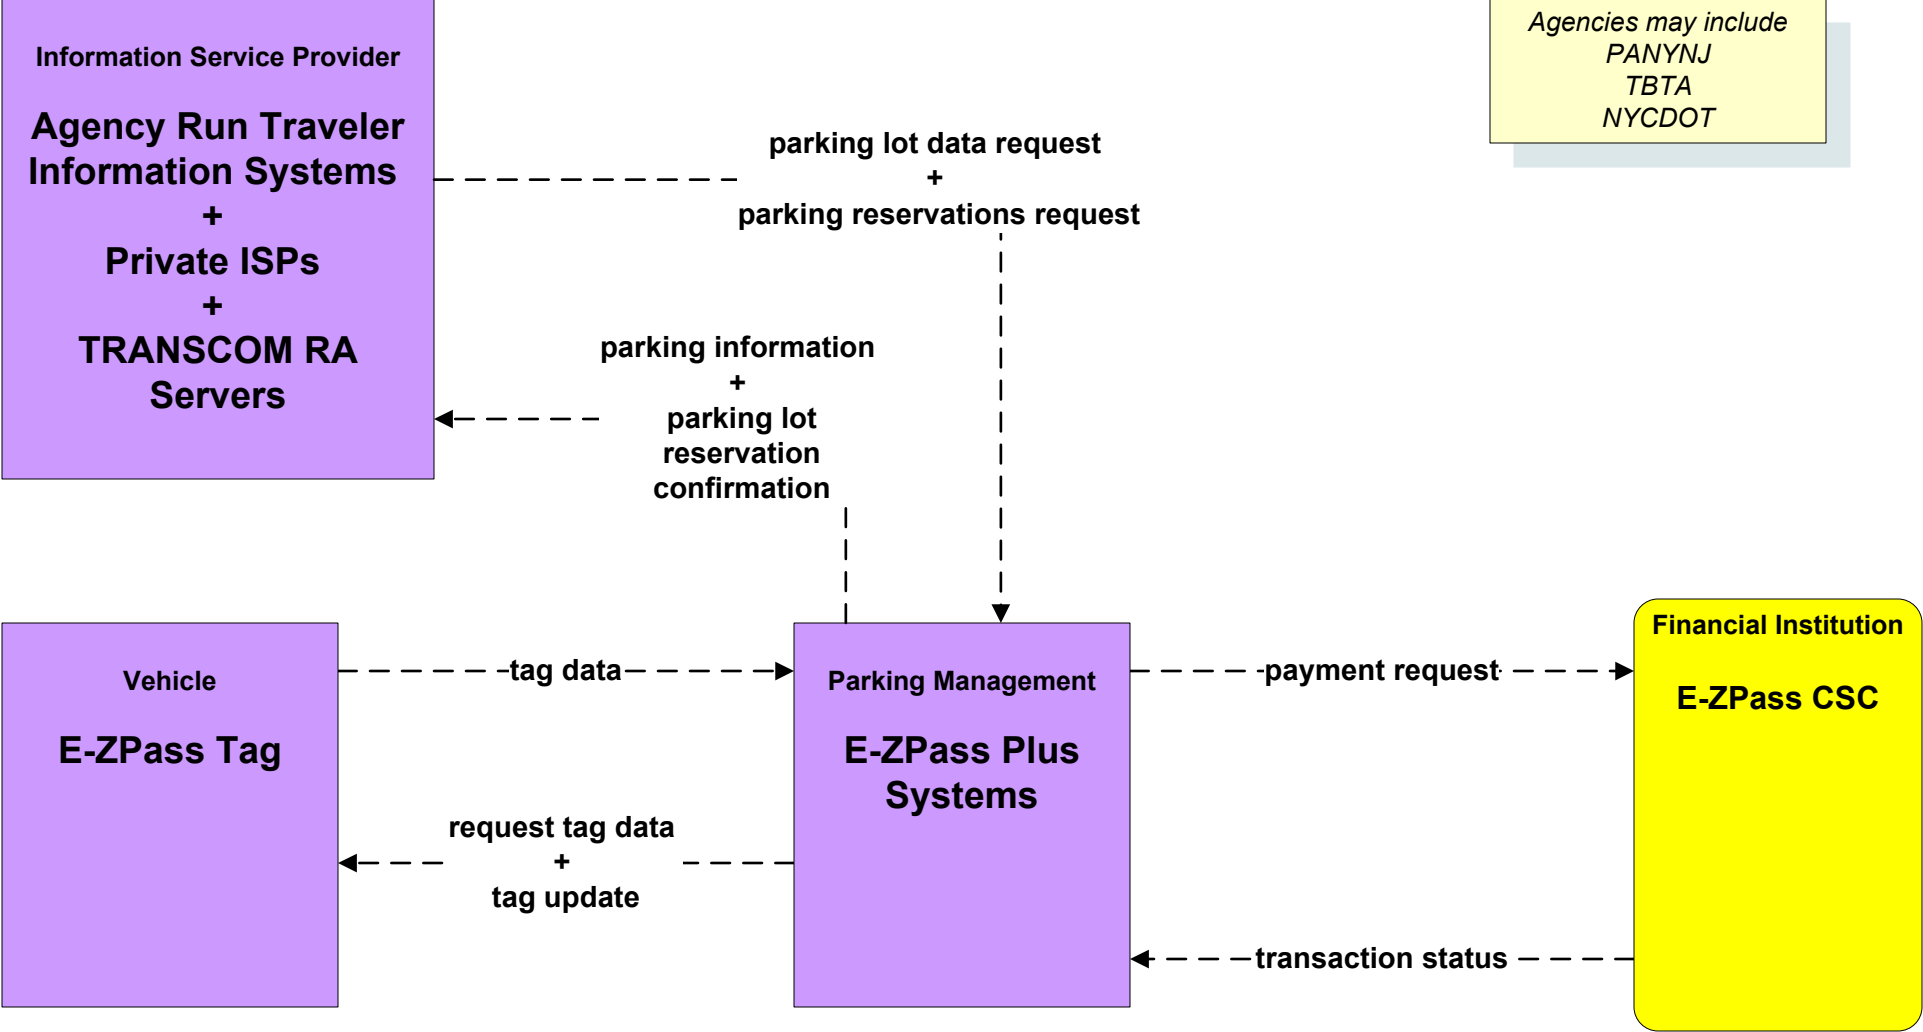 Information Service Provider
Agency Run Traveler
Information Systems
+
Private ISPs
+
TRANSCOM RA
Servers
Agencies may include
PANYNJ
TBTA
NYCDOT
parking lot data request
+
parking reservations request
parking information
+
parking lot
reservation
confirmation
Vehicle
E-ZPass Tag
tag data
request tag data
+
tag update
Parking Management
E-ZPass Plus
Systems
payment request
transaction status
Financial Institution
E-ZPass CSC